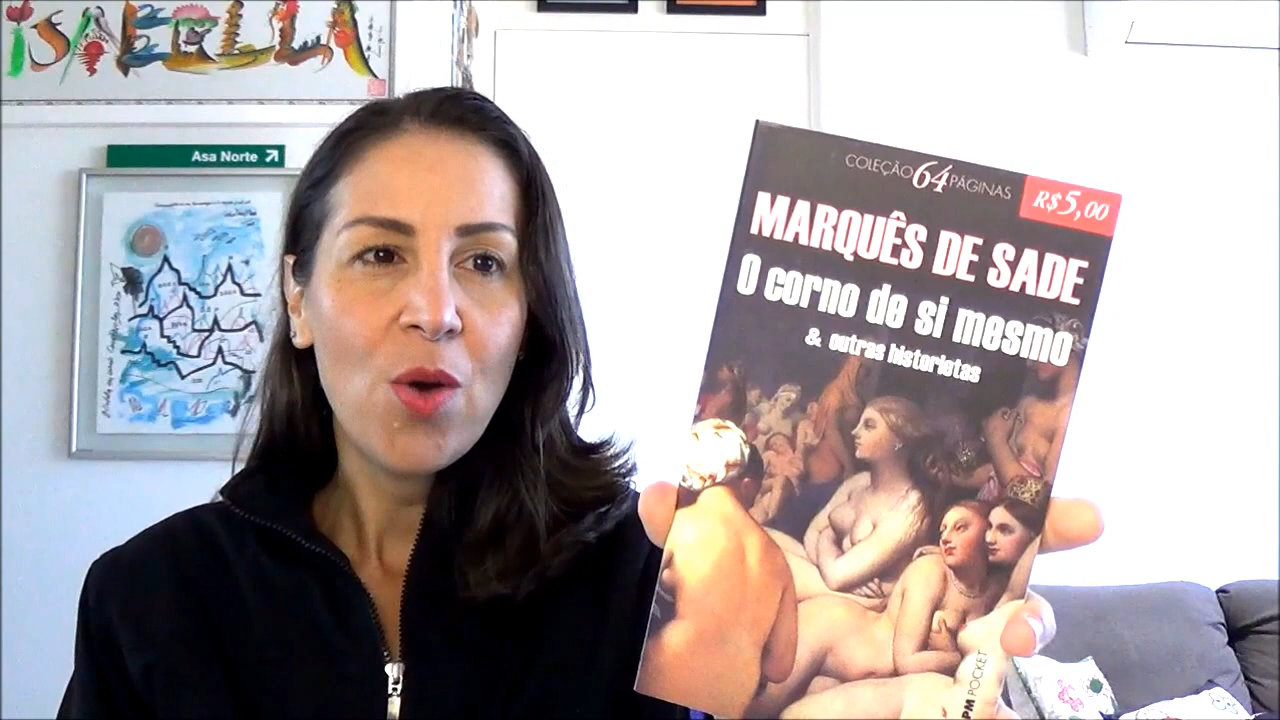 ISABELLA
Asa Norte
COLEÇÃO 64 PÁGINAS
R$5,00
MARQUÊS DE SADE
O corno de si mesmo
& outras historietas
PM POCKET